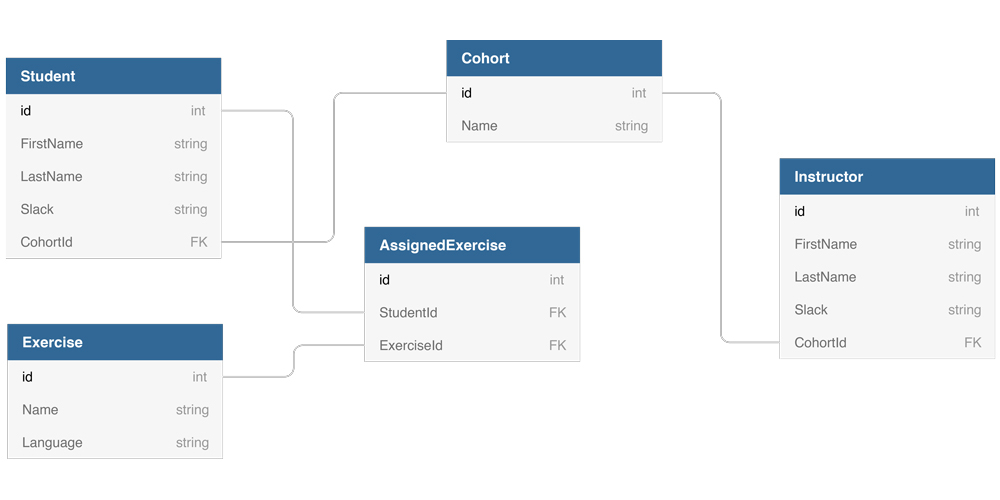 Student
id int
FirstName string
LastName string
Slack string
CohortId FK
Cohort
id int
Name string
Instructor
id int
FirstName string
LastName string
Slack string
CohortId FK
AssignedExercise
id int
StudentId FK
ExerciseId FK
Exercise
id int
Name string
Language string